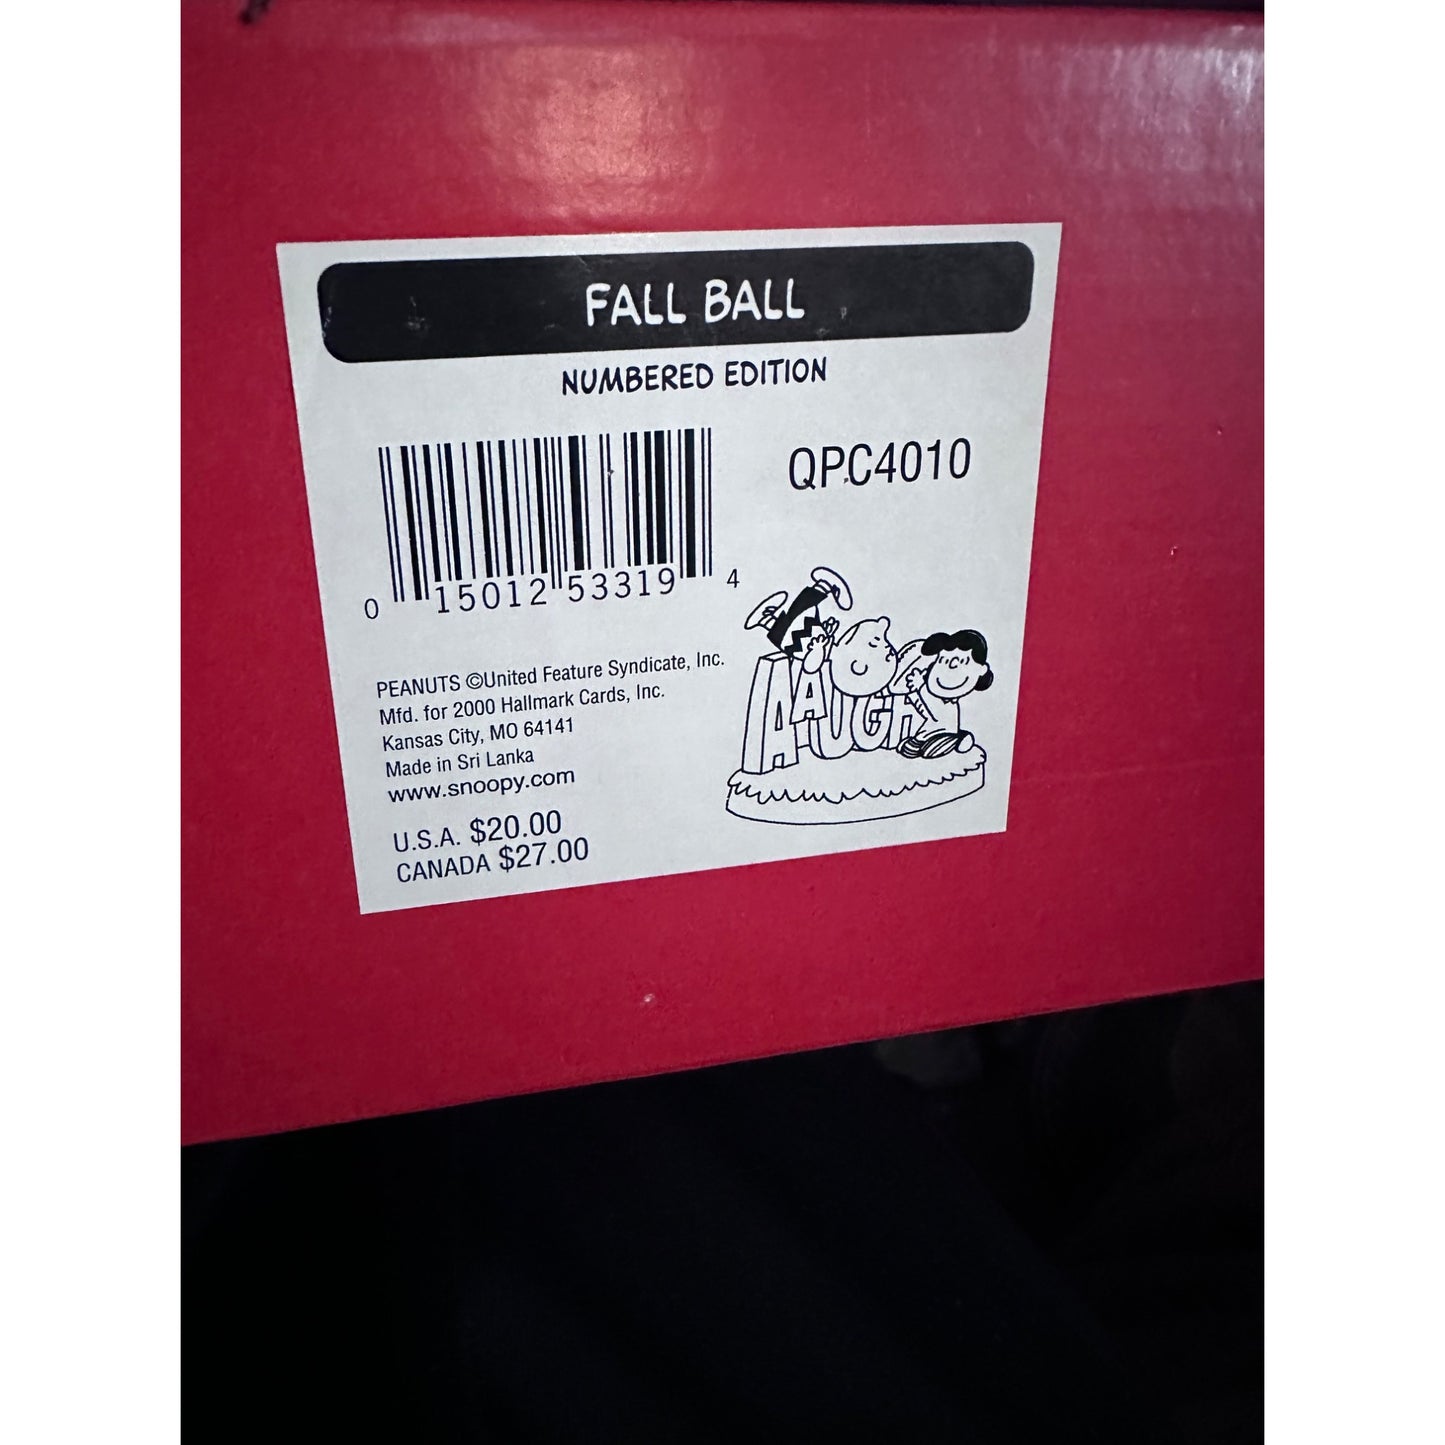 FALL BALL
NUMBERED EDITION
QPC4010
0 15012 53319 4
PEANUTS ©United Feature Syndicate, Inc.
Mfd. for 2000 Hallmark Cards, Inc.
Kansas City, MO 64141
Made in Sri Lanka
www.snoopy.com
U.S.A. $20.00
CANADA $27.00
AAUGH